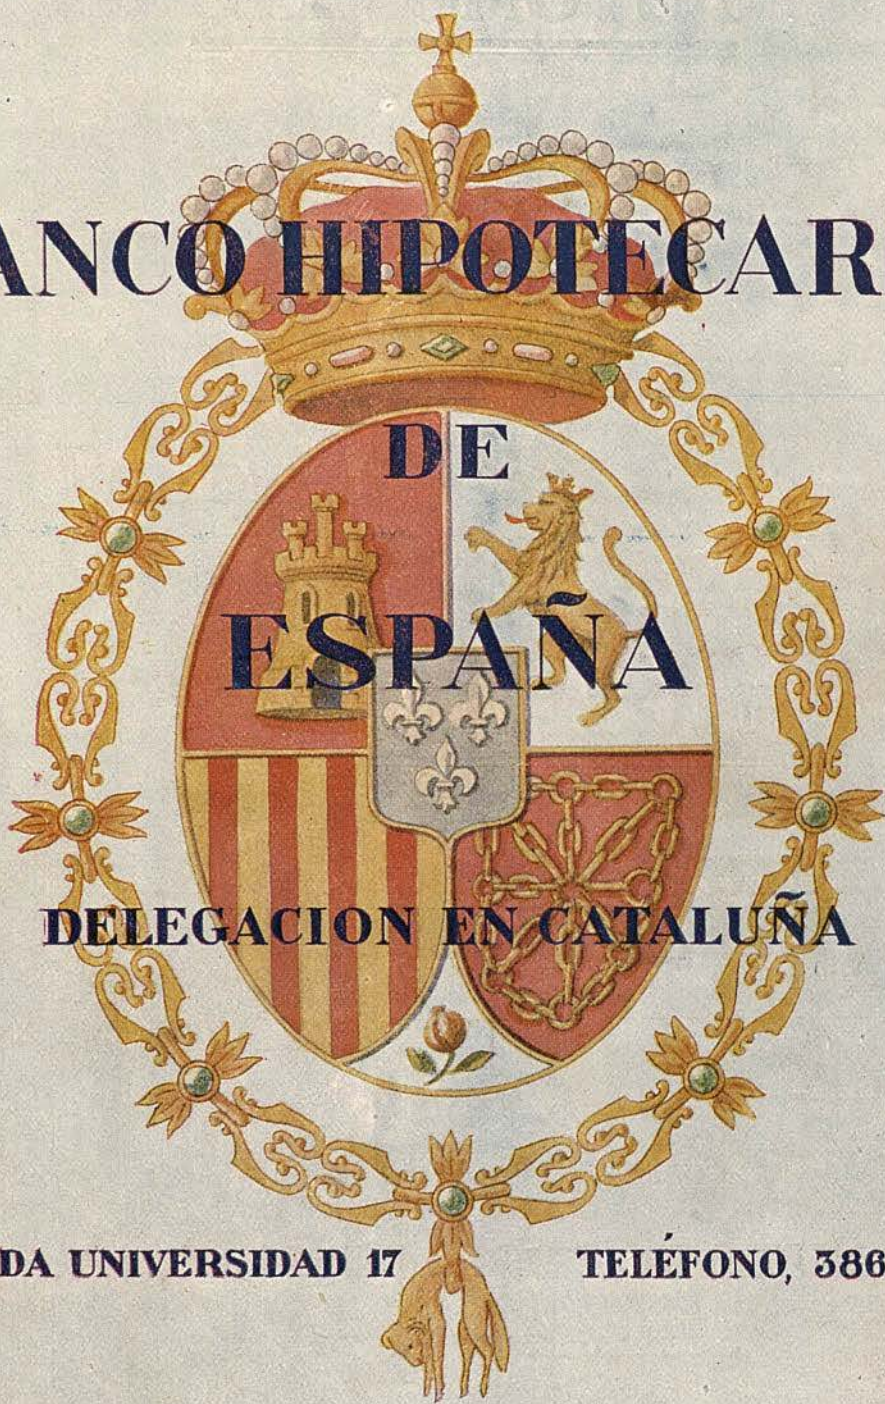 ANCO HIPOTECAR
DE
ESPAÑA
DELEGACION EN CATALUÑA
DA UNIVERSIDAD 17 TELÉFONO, 386